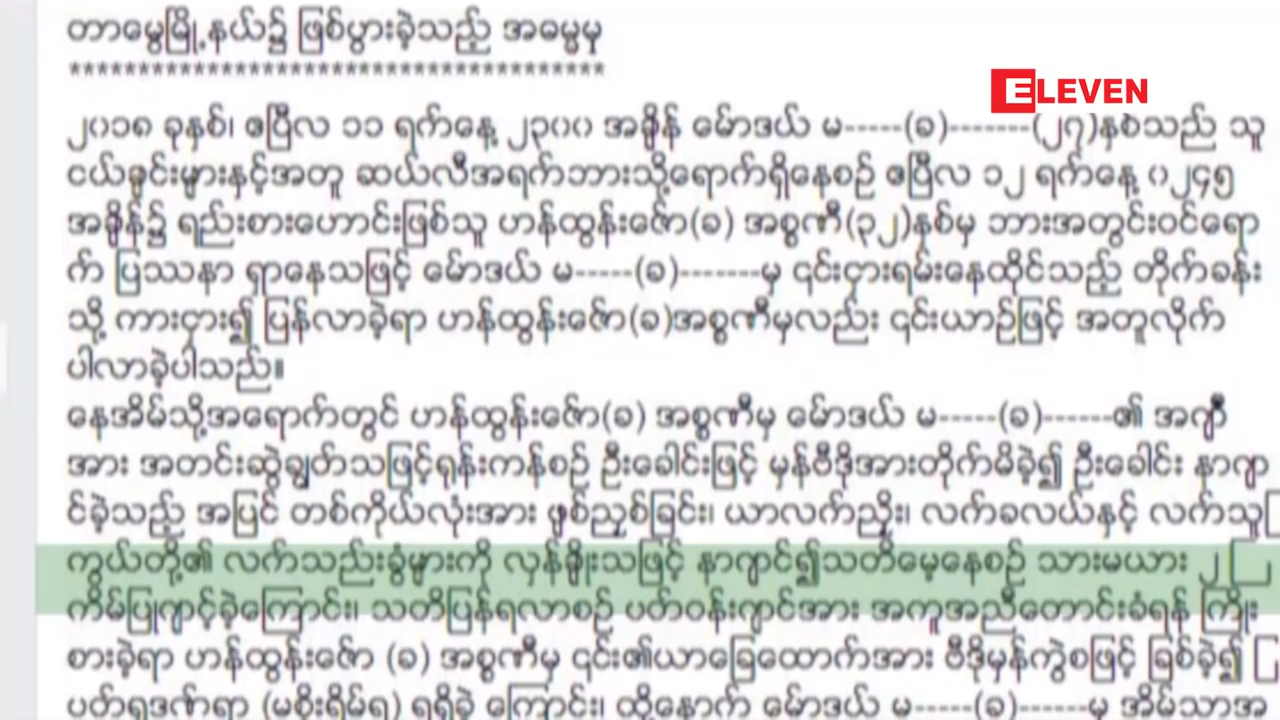 တာမွေမြို့နယ်၌ ဖြစ်ပွားခဲ့သည့် အဓမ္မမှု
**************************************
ELEVEN
၂၀၁၈ ခုနှစ်၊ ဧပြီလ ၁၁ ရက်နေ့ ၂၃၀၀ အချိန် မော်ဒယ် မ-----(ခ)-------(၂၇)နှစ်သည် သူ
ငယ်ချင်းများနှင့်အတူ ဆယ်လီအရက်ဘားသို့ရောက်ရှိနေစဉ် ဧပြီလ ၁၂ ရက်နေ့ ၀၂၄၅
အချိန်၌ ရည်းစားဟောင်းဖြစ်သူ ဟန်ထွန်းဇော်(ခ) အစ္စဏီ(၃၂)နှစ်မှ ဘားအတွင်းဝင်ရော
က် ပြဿနာ ရှာနေသဖြင့် မော်ဒယ် မ-----(ခ)-------မှ ၎င်းငှားရမ်းနေထိုင်သည့် တိုက်ခန်း
သို့ ကားငှား၍ ပြန်လာခဲ့ရာ ဟန်ထွန်းဇော်(ခ)အစ္စဏီမှလည်း ၎င်းယာဉ်ဖြင့် အတူလိုက်
ပါလာခဲ့ပါသည်။
နေအိမ်သို့အရောက်တွင် ဟန်ထွန်းဇော်(ခ) အစ္စဏီမှ မော်ဒယ် မ-----(ခ)------၏ အင်္ကျီ
အား အတင်းဆွဲချွတ်သဖြင့်ရုန်းကန်စဉ် ဦးခေါင်းဖြင့် မှန်ဗီဒိုအားတိုက်မိခဲ့၍ ဦးခေါင်း နာကျ
င်ခဲ့သည့် အပြင် တစ်ကိုယ်လုံးအား ဖျစ်ညှစ်ခြင်း၊ ယာလက်ညှိုး၊ လက်ခလယ်နှင့် လက်သူ
ကြွယ်တို့၏ လက်သည်းခွံများကို လှန်ချိုးသဖြင့် နာကျင်၍သတိမေ့နေစဉ် သားမယား ၂
ကိမ်ပြုကျင့်ခဲ့ကြောင်း၊ သတိပြန်ရလာစဉ် ပတ်ဝန်းကျင်အား အကူအညီတောင်းခံရန် ကြိုး
စားခဲ့ရာ ဟန်ထွန်းဇော် (ခ) အစ္စဏီမှ ၎င်း၏ယာခြေထောက်အား ဗီဒိုမှန်ကွဲစဖြင့် ခြစ်ခဲ့၍
ပတ်ရှဒဏ်ရာ (မစိုးရိမ်ရ) ရရှိခဲ့ ကြောင်း၊ ထို့နောက် မော်ဒယ် မ-----(ခ)------မှ အိမ်သာအ